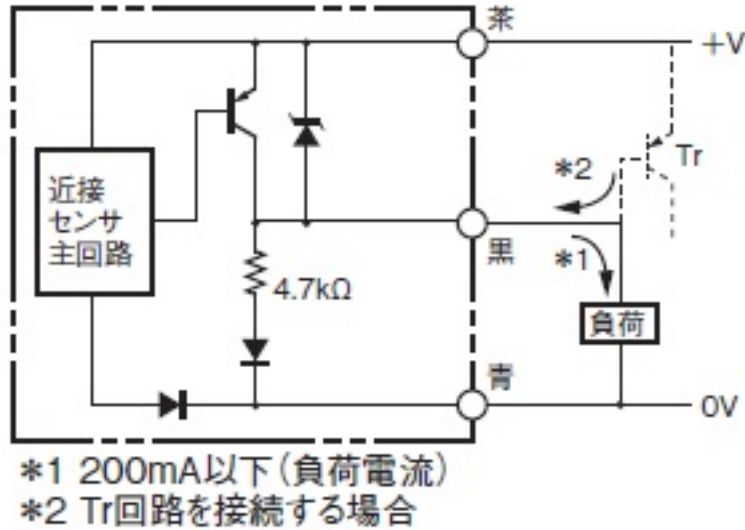 茶
+V
Tr
*2
近接
センサ
主回路
黒
*1
4.7kΩ
負荷
青
0V
*1 200mA以下(負荷電流)
*2 Tr回路を接続する場合